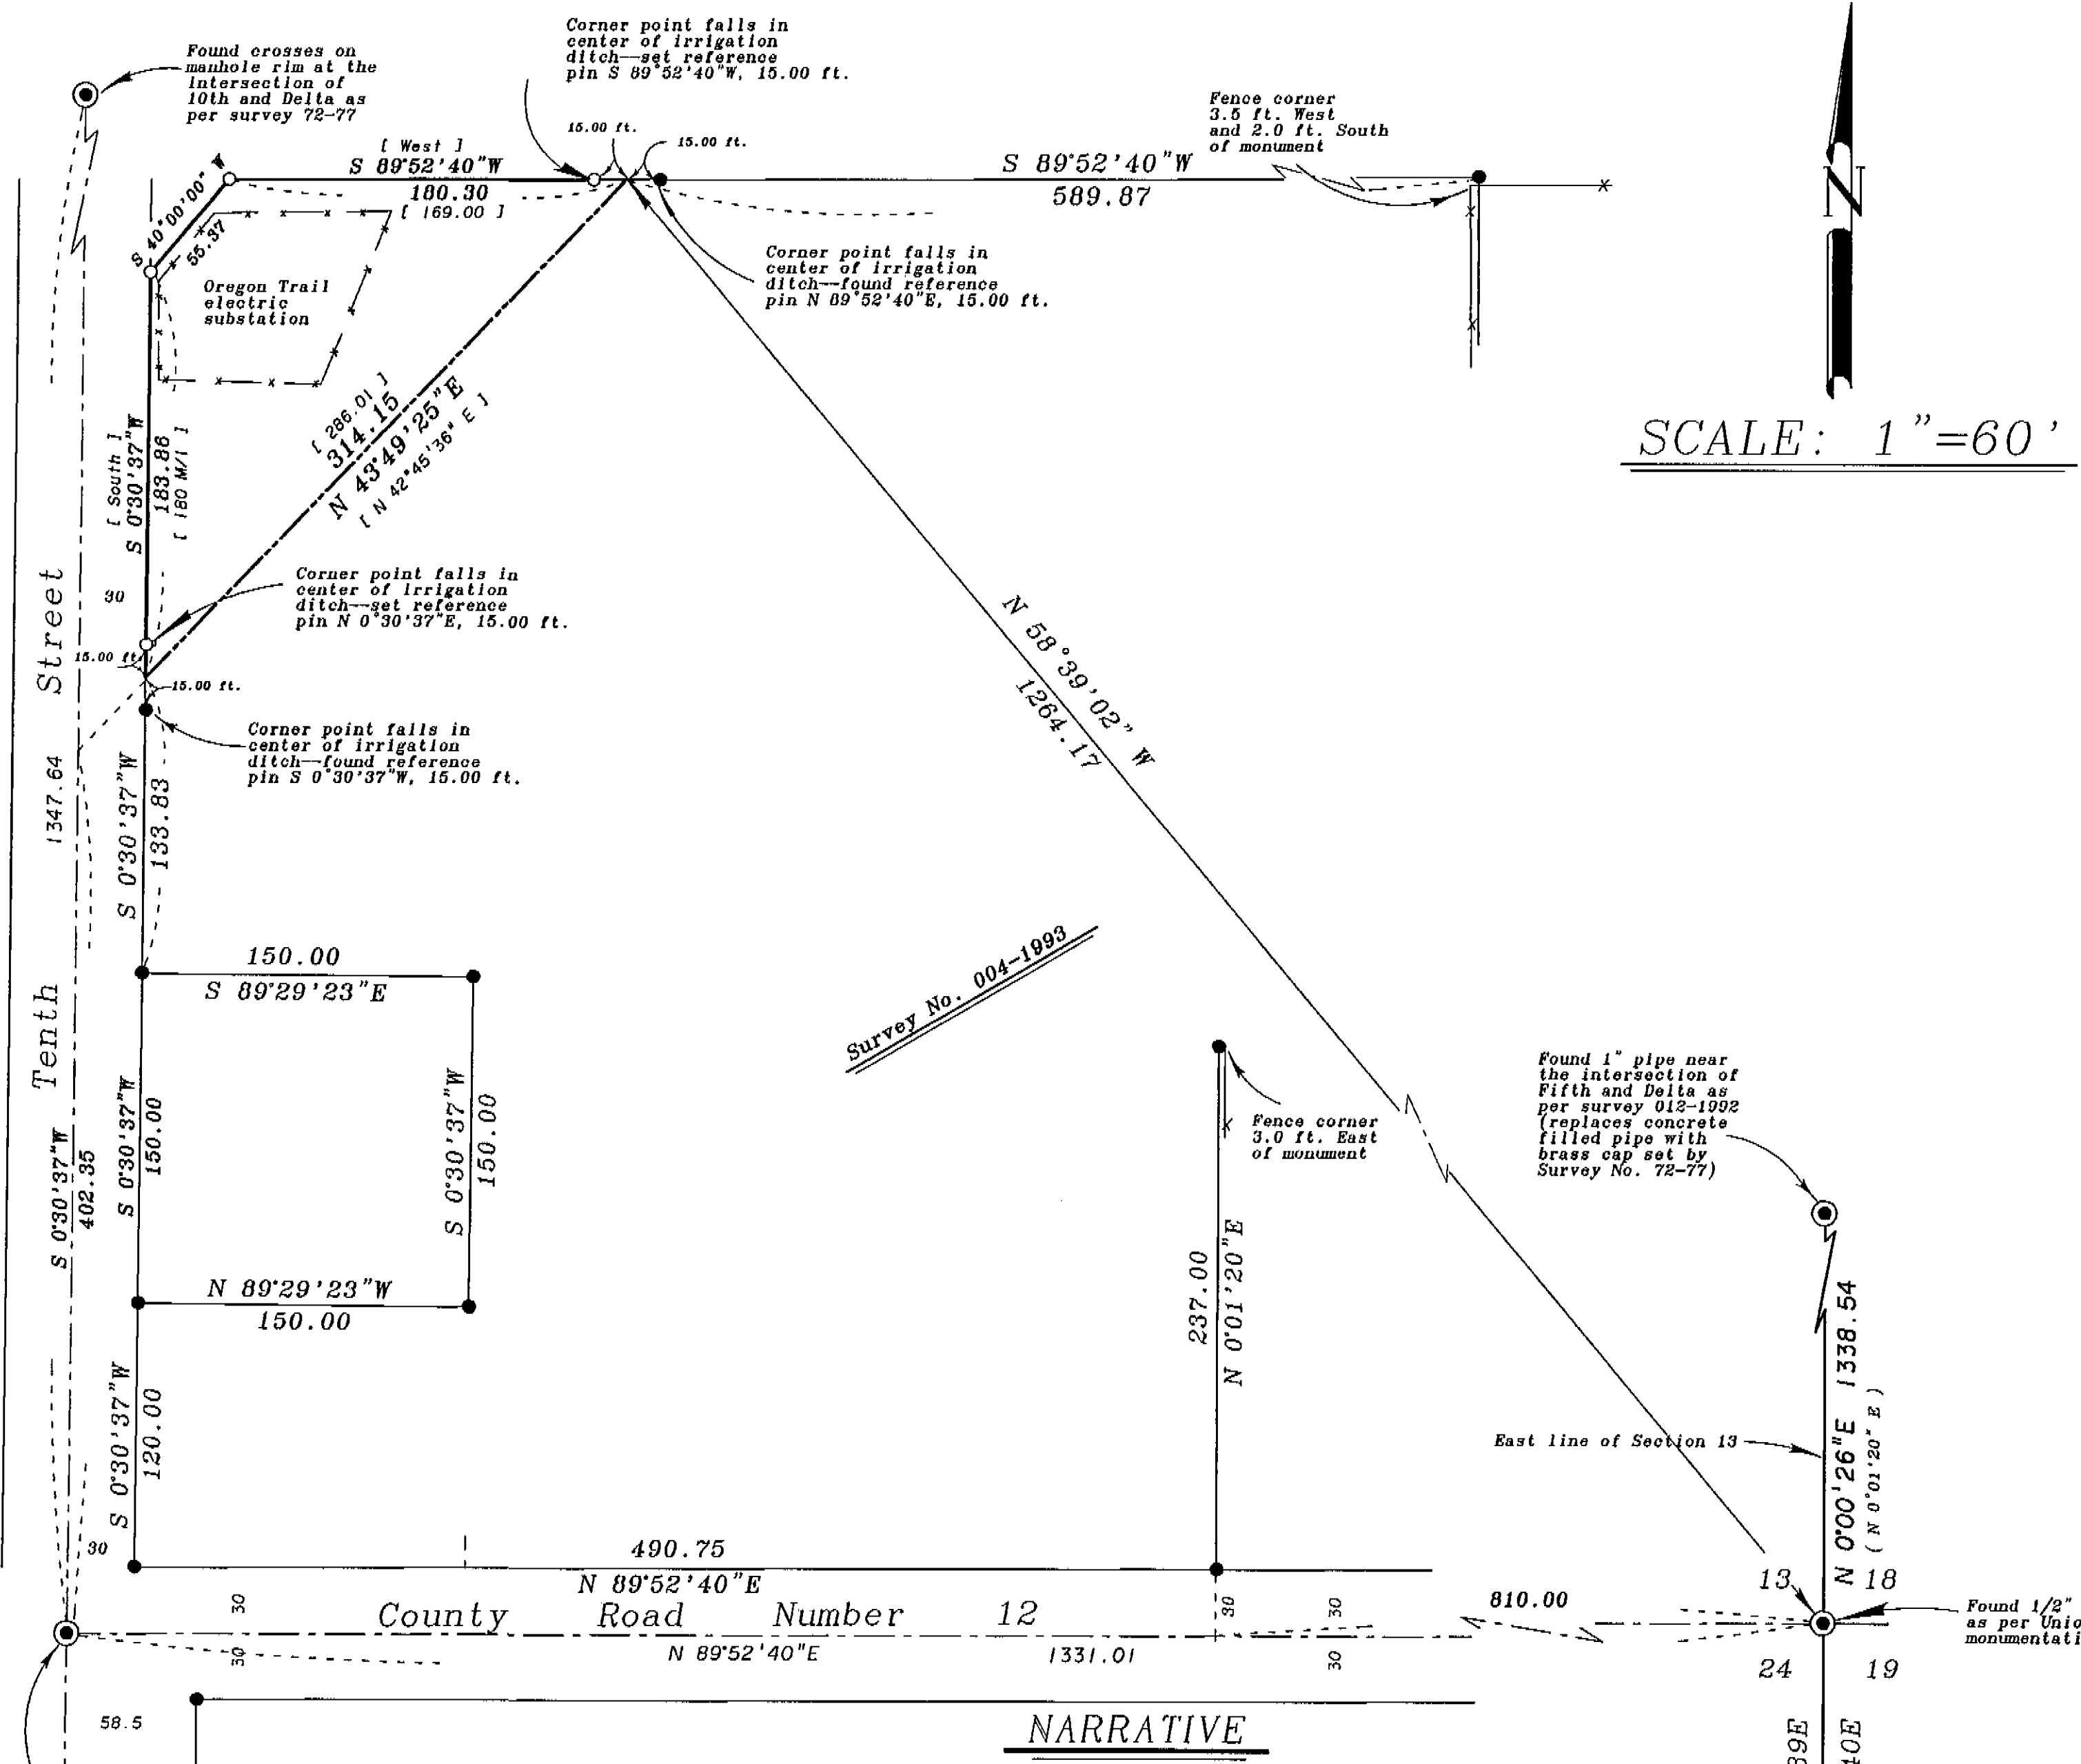 Corner point falls in
center of irrigation
ditch--set reference
pin S 89°52'40"W, 15.00 ft.
Found crosses on
manhole rim at the
intersection of
10th and Delta as
per survey 72-77
Fence corner
3.5 ft. West
and 2.0 ft. South
of monument
15.00 ft.
15.00 ft.
[ West ]
S 89°52'40"W
180.30
[ 169.00 ]
S 89°52'40"W
589.87
N
S 40°00'00" W
55.37
Corner point falls in
center of irrigation
ditch--found reference
pin N 89°52'40"E, 15.00 ft.
Oregon Trail
electric
substation
SCALE: 1"=60'
[ 286.01 ]
314.15
N 43°49'25"E
[ N 42°45'36" E ]
[ South ]
S 0°30'37"W
183.86
[ 180 M/l ]
Corner point falls in
center of irrigation
ditch--set reference
pin N 0°30'37"E, 15.00 ft.
30
15.00 ft.
15.00 ft.
Corner point falls in
center of irrigation
ditch--found reference
pin S 0°30'37"W, 15.00 ft.
N 58°39'02" W
1264.17
Tenth Street
1347.64
S 0°30'37"W
133.83
150.00
S 89°29'23"E
Survey No. 004-1993
S 0°30'37"W
402.35
S 0°30'37"W
150.00
S 0°30'37"W
150.00
Fence corner
3.0 ft. East
of monument
Found 1" pipe near
the intersection of
Fifth and Delta as
per survey 012-1992
(replaces concrete
filled pipe with
brass cap set by
Survey No. 72-77)
N 89°29'23"W
150.00
237.00
N 0°01'20"E
N 0°00'26"E 1338.54
( N 0°01'20" E )
S 0°30'37"W
120.00
East line of Section 13
30
490.75
N 89°52'40"E
30
County Road Number 12
30
30
810.00
13
18
Found 1/2"
as per Unio
monumentati
N 89°52'40"E
1331.01
30
30
24
19
58.5
NARRATIVE
39E
40E